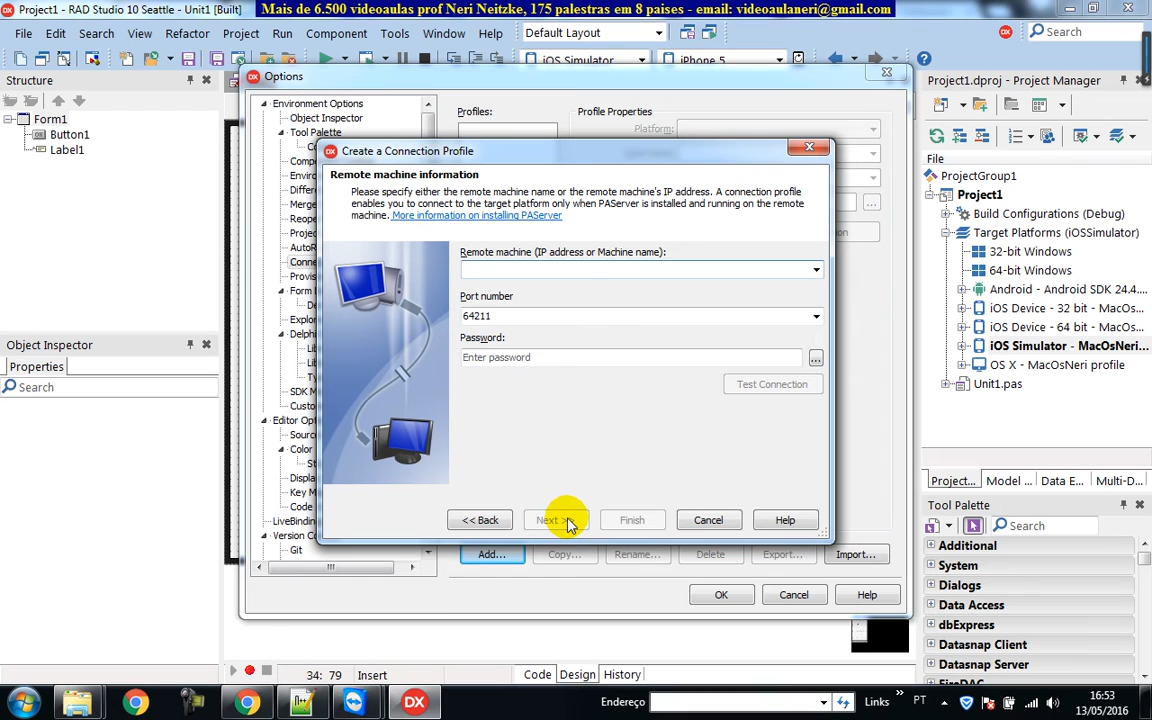 Project1 - RAD Studio 10 Seattle - Unit1 [Built]
Mais de 6.500 videoaulas prof Neri Neitzke, 175 palestras em 8 paises - email: videoaulaneri@gmail.com
File Edit Search View Refactor Project Run Component Tools Window Help
Default Layout
Search
iOS Simulator
iPhone 5
Structure
Form1
Button1
Label1
Object Inspector
Properties
Search
Options
Environment Options
Object Inspector
Tool Palette
Profiles:
Profile Properties
Platform:
Create a Connection Profile
Remote machine information
Please specify either the remote machine name or the remote machine's IP address. A connection profile
enables you to connect to the target platform only when PAServer is installed and running on the remote
machine. More information on installing PAServer
Remote machine (IP address or Machine name):
Port number
64211
Password:
Enter password
...
Test Connection
<< Back
Next >>
Finish
Cancel
Help
Editor Opt
LiveBinding
Version Co
Git
Add...
Copy...
Rename...
Delete
Export...
Import...
OK
Cancel
Help
Project1.dproj - Project Manager
File
ProjectGroup1
Project1
Build Configurations (Debug)
Target Platforms (iOSSimulator)
32-bit Windows
64-bit Windows
Android - Android SDK 24.4....
iOS Device - 32 bit - MacOs...
iOS Device - 64 bit - MacOs...
iOS Simulator - MacOsNeri...
OS X - MacOsNeri profile
Unit1.pas
Project...
Model ...
Data E...
Multi-D...
Tool Palette
Search
Additional
System
Dialogs
Data Access
dbExpress
Datasnap Client
Datasnap Server
34: 79
Insert
Code
Design
History
Endereço
Links
PT
16:53
13/05/2016